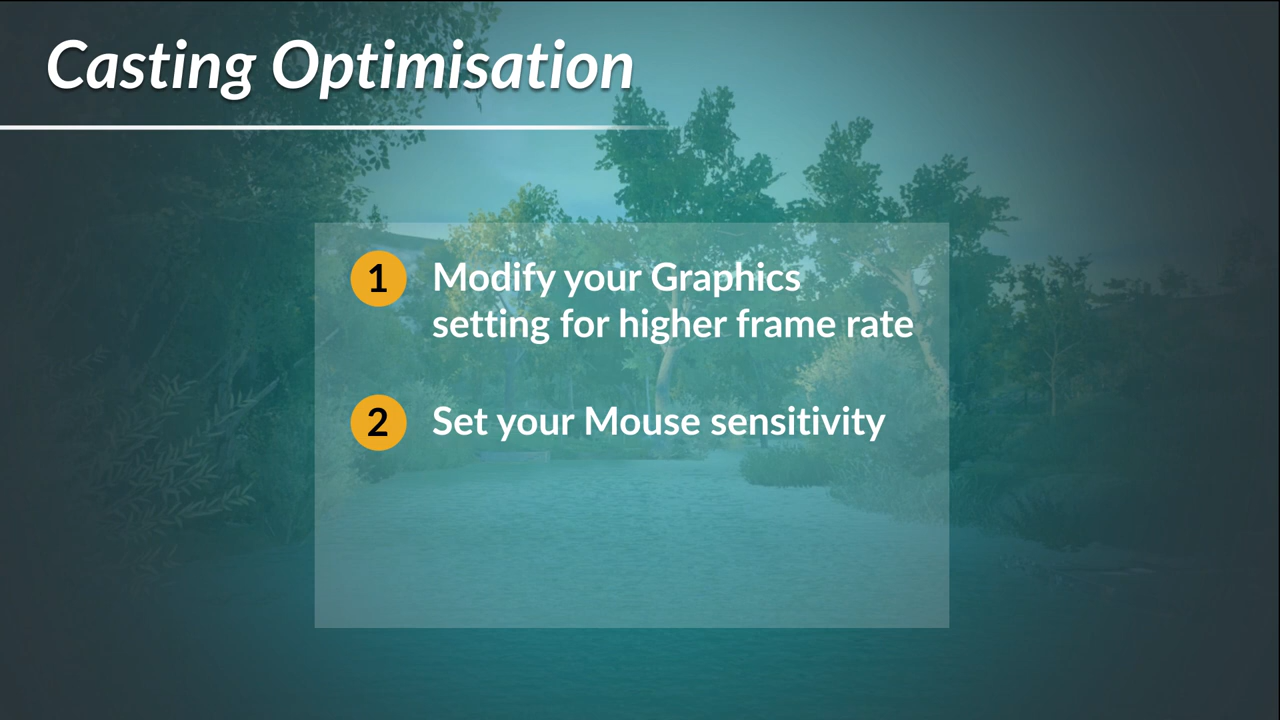 Casting Optimisation
1 Modify your Graphics
setting for higher frame rate
2 Set your Mouse sensitivity